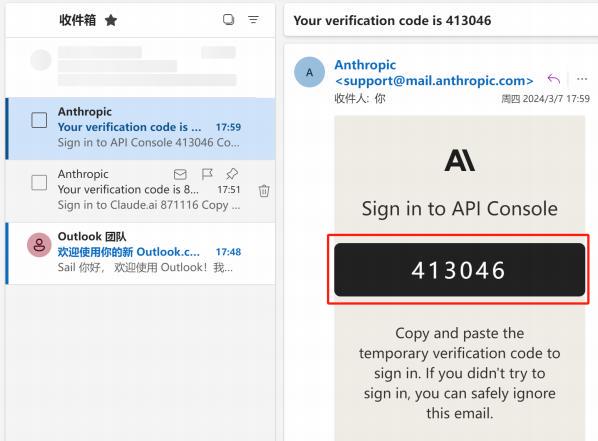 收件箱
Anthropic
Your verification code is ...
17:59
Sign in to API Console 413046 Co...
Anthropic
Your verification code is 8...
17:51
Sign in to Claude.ai 871116 Copy ...
Outlook 团队
欢迎使用你的新 Outlook.c...
17:48
Sail 你好， 欢迎使用 Outlook！我...
Your verification code is 413046
A
Anthropic
<support@mail.anthropic.com>
收件人: 你
周四 2024/3/7 17:59
A\
Sign in to API Console
413046
Copy and paste the
temporary verification code to
sign in. If you didn't try to
sign in, you can safely ignore
this email.